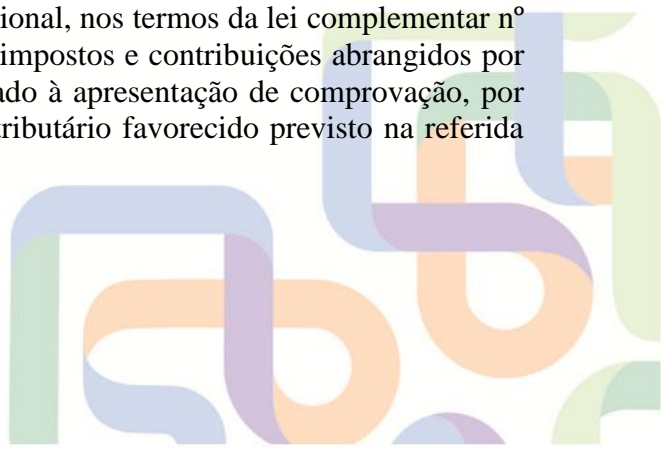 ional, nos termos da lei complementar nº
impostos e contribuições abrangidos por
ado à apresentação de comprovação, por
tributário favorecido previsto na referida